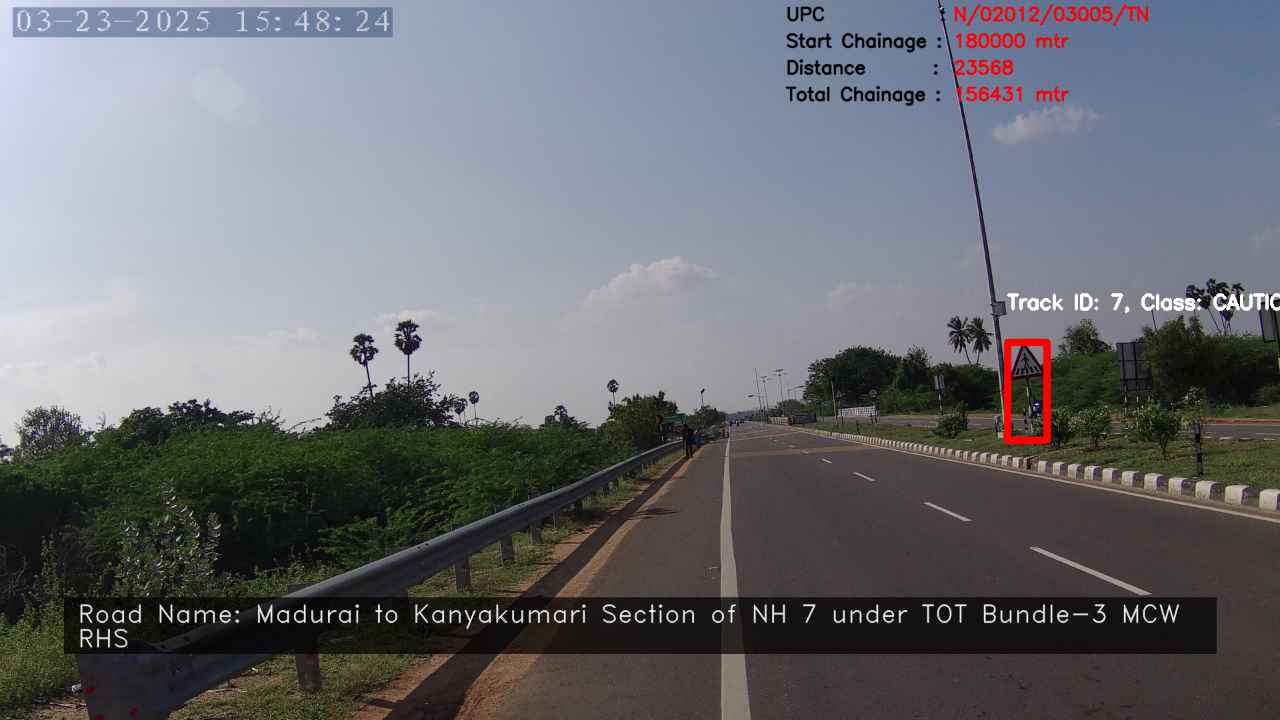 03-23-2025 15:48:24
UPC : N/02012/03005/TN
Start Chainage : 180000 mtr
Distance : 23568
Total Chainage : 156431 mtr
Track ID: 7, Class: CAUTIO
Road Name: Madurai to Kanyakumari Section of NH 7 under TOT Bundle-3 MCW
RHS